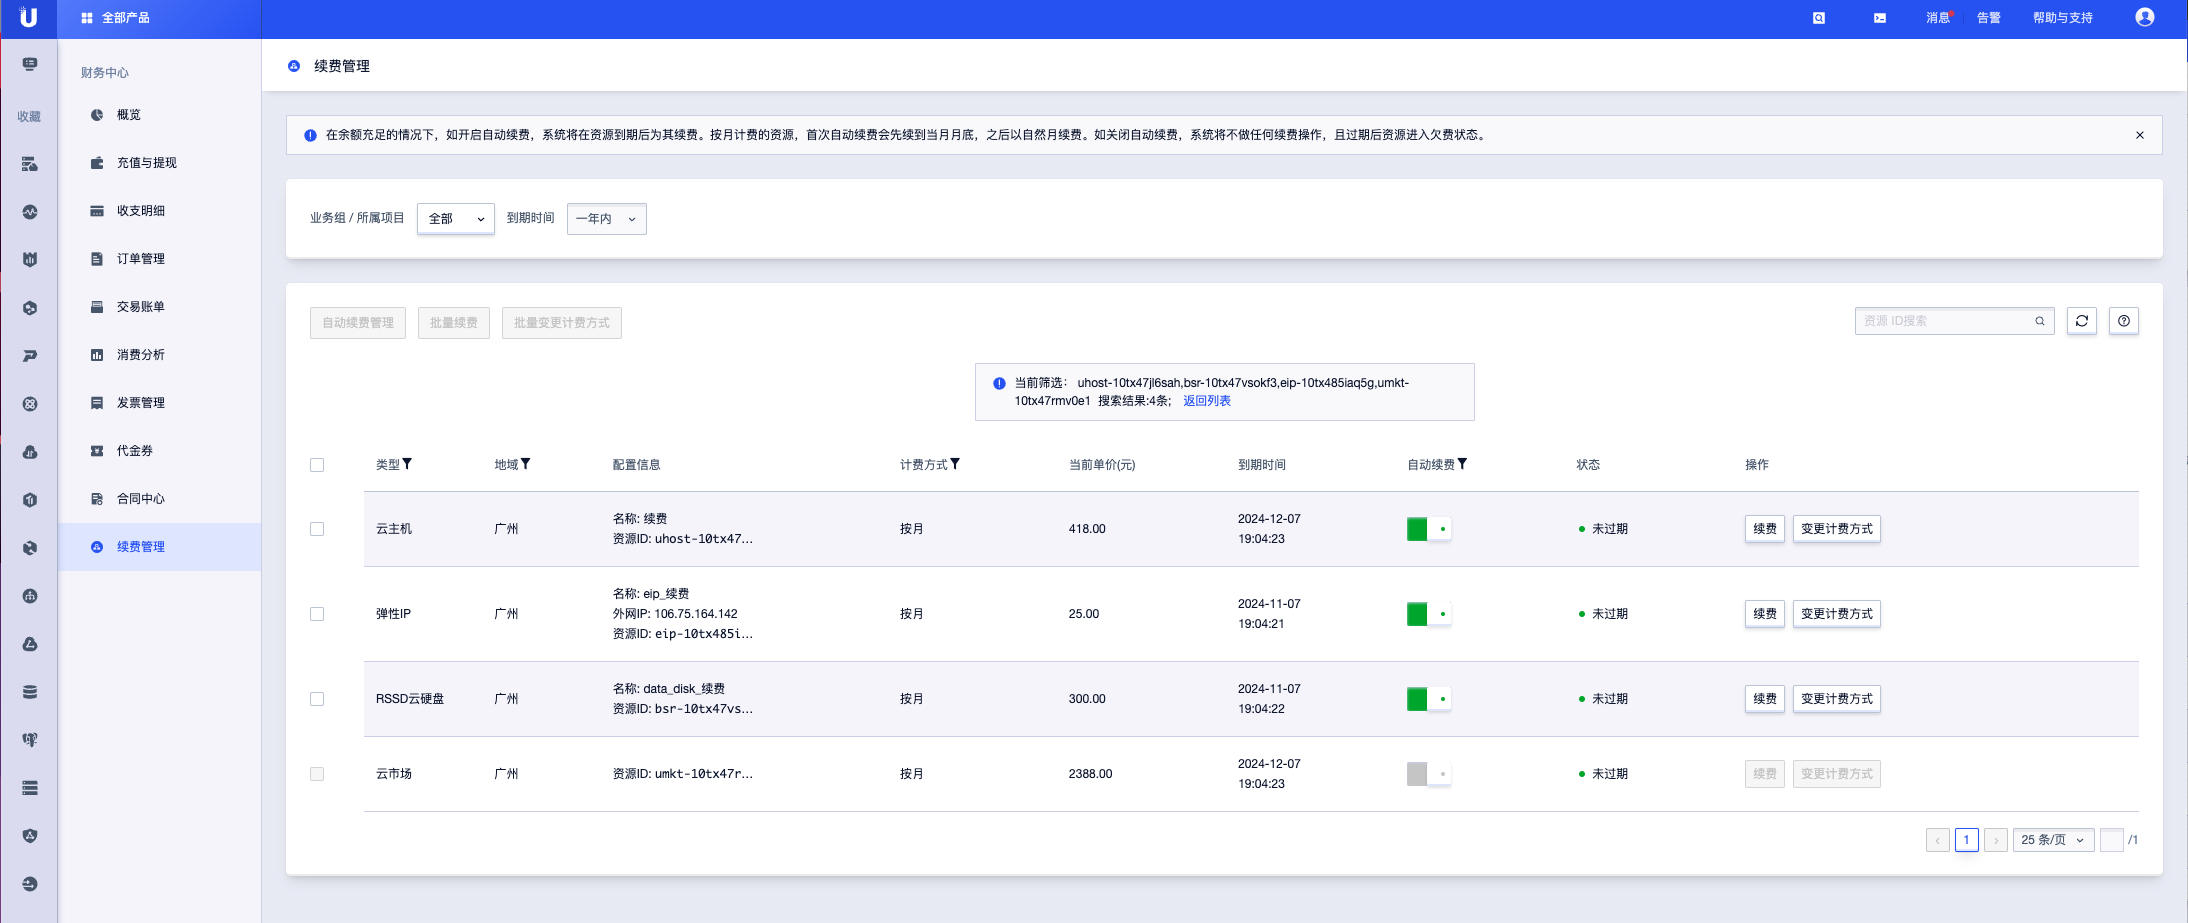 全部产品
消息
告警
帮助与支持
收藏
财务中心
概览
充值与提现
收支明细
订单管理
交易账单
消费分析
发票管理
代金券
合同中心
续费管理
续费管理
在余额充足的情况下，如开启自动续费，系统将在资源到期后为其续费。按月计费的资源，首次自动续费会先续到当月月底，之后以自然月续费。如关闭自动续费，系统将不做任何续费操作，且过期后资源进入欠费状态。
业务组 / 所属项目 全部 到期时间 一年内
自动续费管理 批量续费 批量变更计费方式 资源 ID搜索
当前筛选： uhost-10tx47jl6sah,bsr-10tx47vsokf3,eip-10tx485iaq5g,umkt-
10tx47rmv0e1 搜索结果:4条； 返回列表
类型 地域 配置信息 计费方式 当前单价(元) 到期时间 自动续费 状态 操作
云主机 广州
名称: 续费
资源ID: uhost-10tx47...
按月 418.00
2024-12-07
19:04:23
未过期 续费 变更计费方式
弹性IP 广州
名称: eip_续费
外网IP: 106.75.164.142
资源ID: eip-10tx485i...
按月 25.00
2024-11-07
19:04:21
未过期 续费 变更计费方式
RSSD云硬盘 广州
名称: data_disk_续费
资源ID: bsr-10tx47vs...
按月 300.00
2024-11-07
19:04:22
未过期 续费 变更计费方式
云市场 广州
资源ID: umkt-10tx47r...
按月 2388.00
2024-12-07
19:04:23
未过期 续费 变更计费方式
1 25 条/页 /1